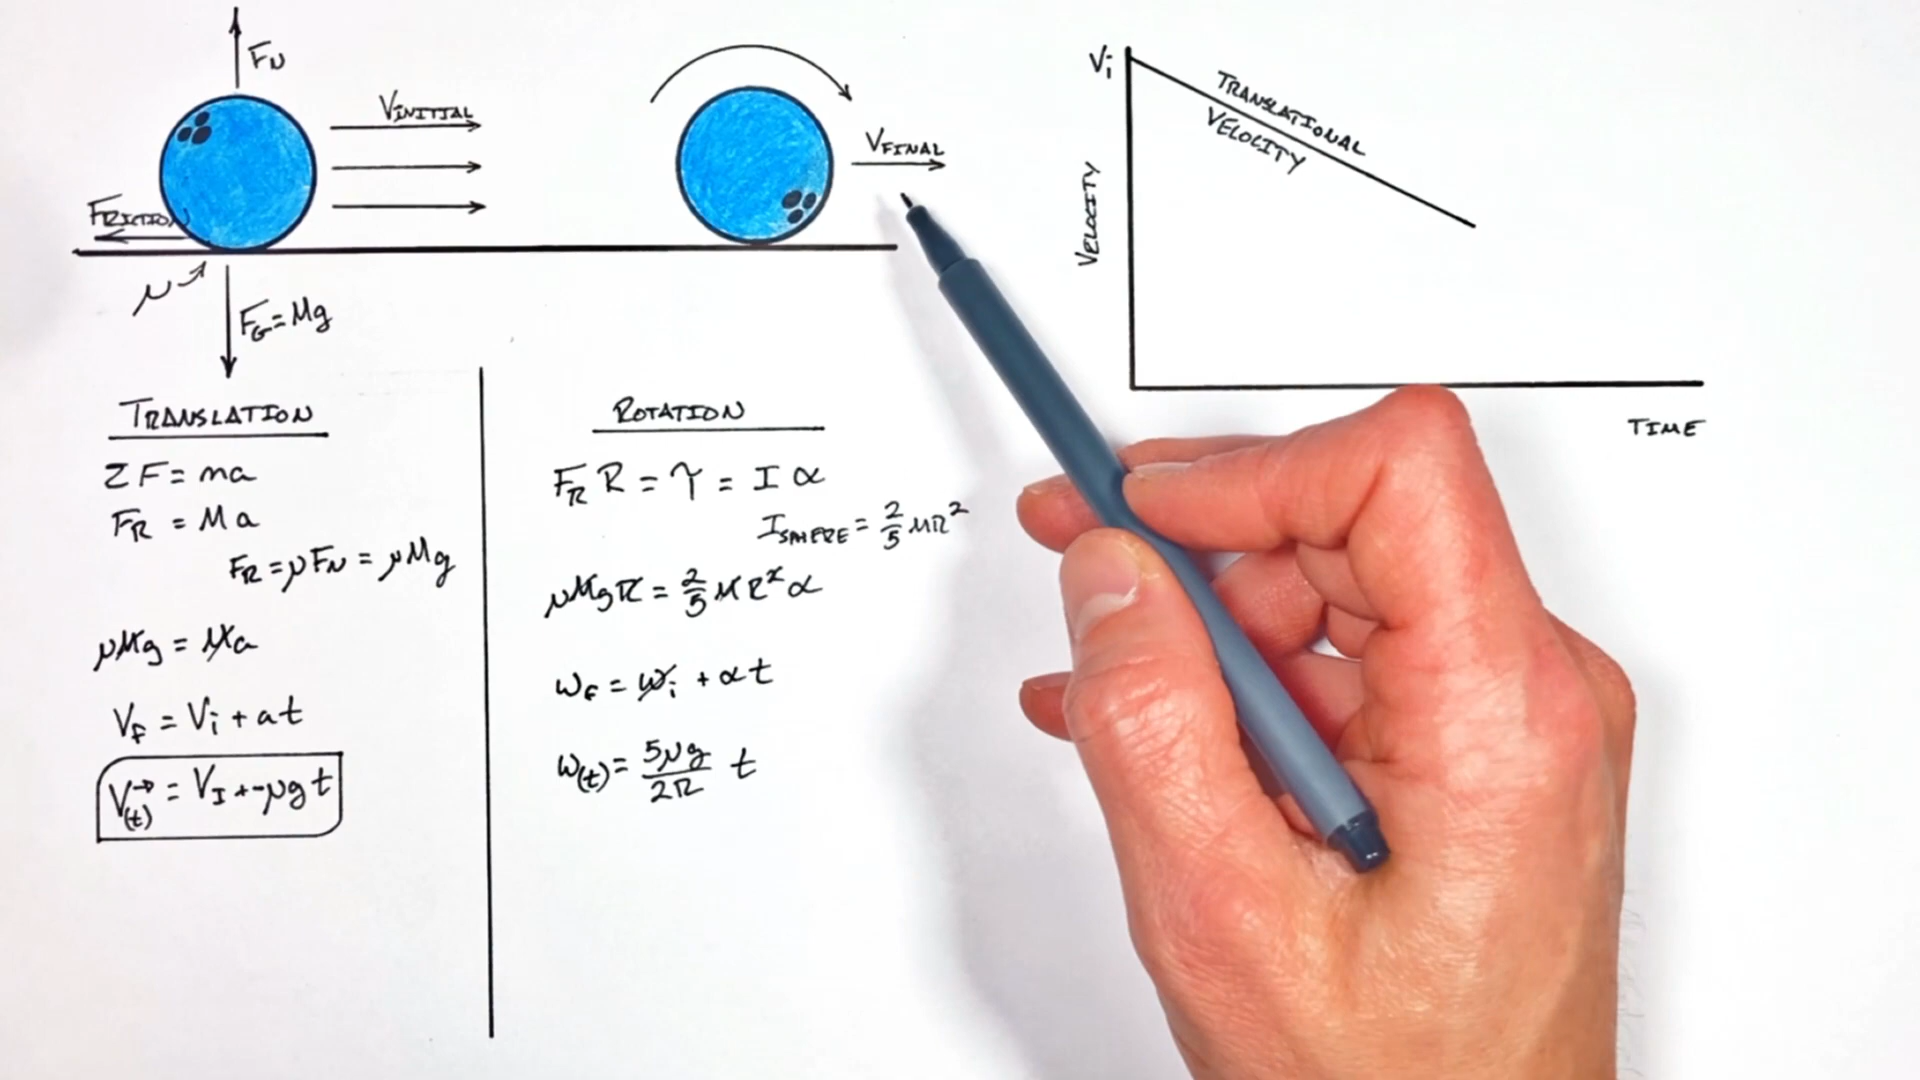 FN
VINITIAL
FRICTION
μ
FG = Mg
VFINAL
Vi
TRANSLATIONAL
VELOCITY
VELOCITY
TIME
TRANSLATION
ΣF = ma
FR = Ma
FR = μFN = μMg
μMg = Ma
VF = Vi + at
V(t) = VI + -μgt
ROTATION
FR R = τ = I α
ISPHERE = 2/5 MR²
μMgR = 2/5 MR²α
ωF = ωi + αt
ω(t) = 5μg/2R t